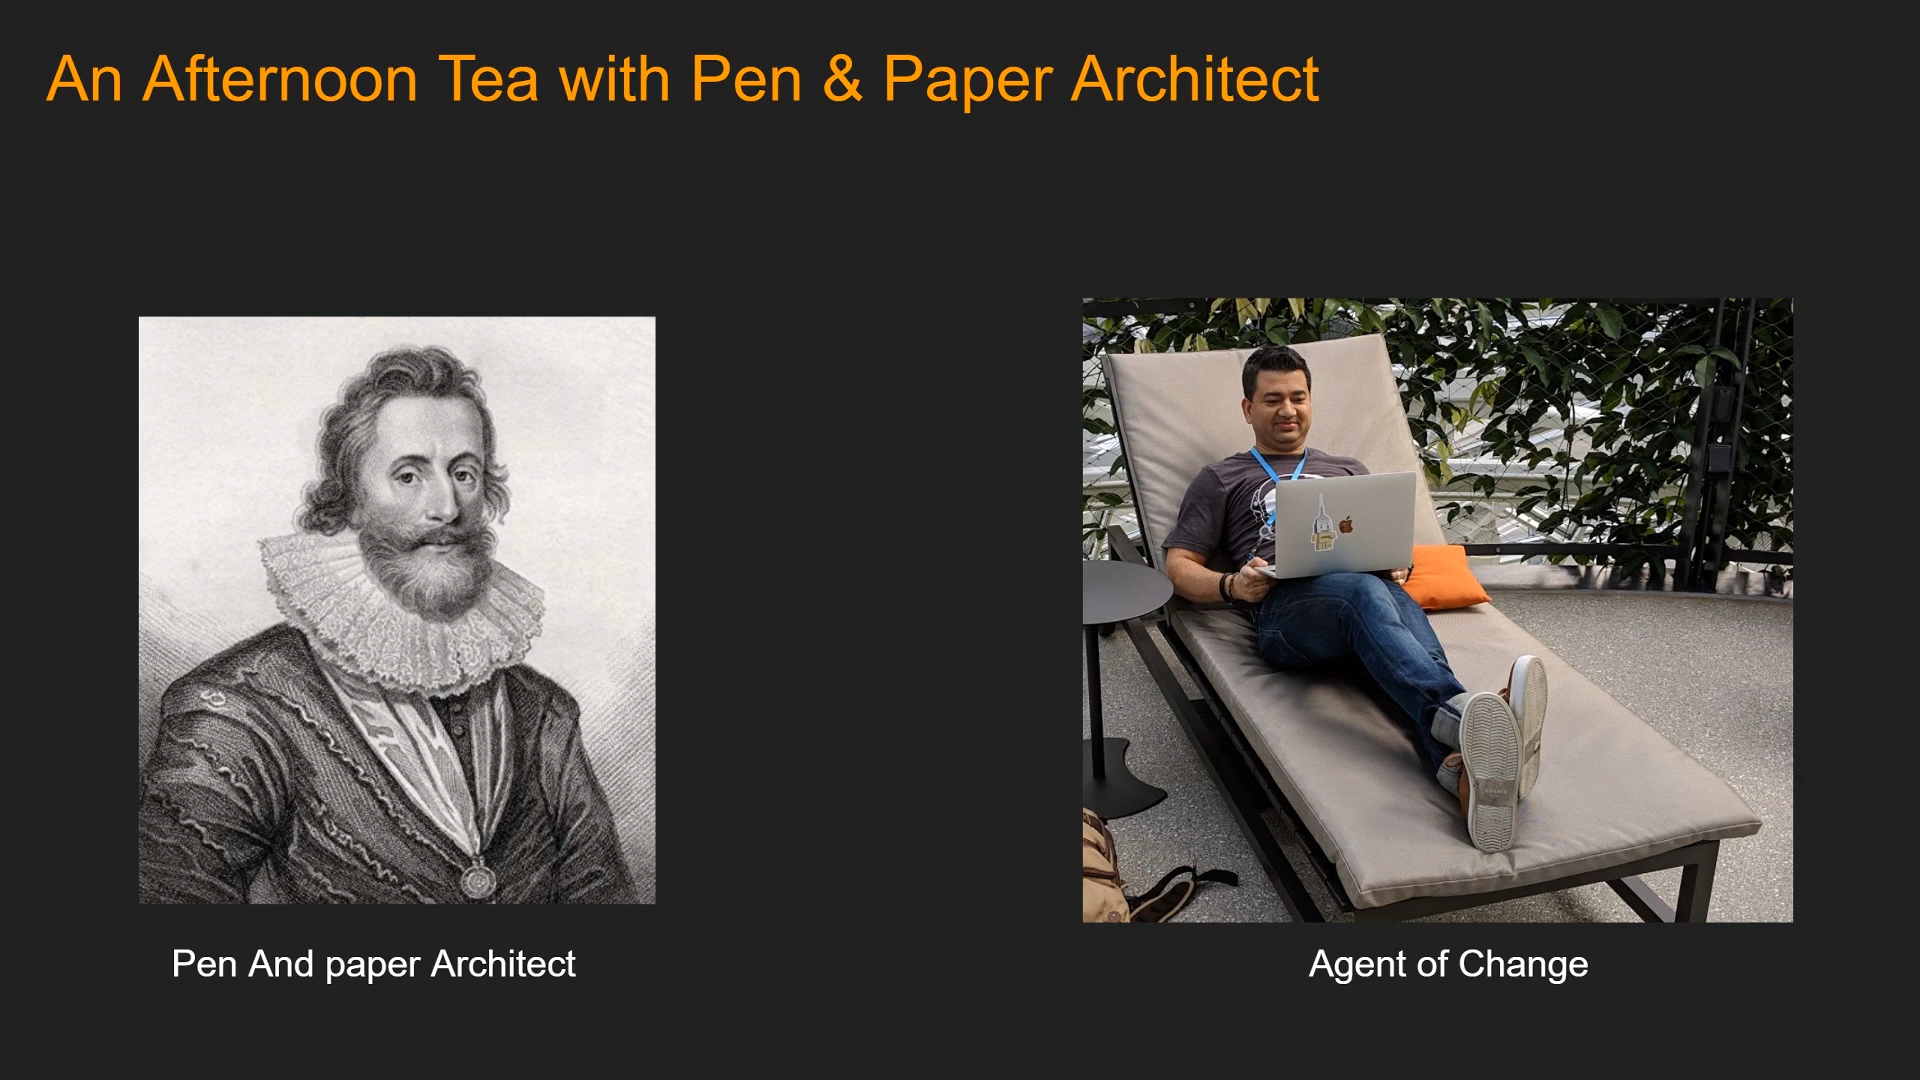 An Afternoon Tea with Pen & Paper Architect
Pen And paper Architect
Agent of Change